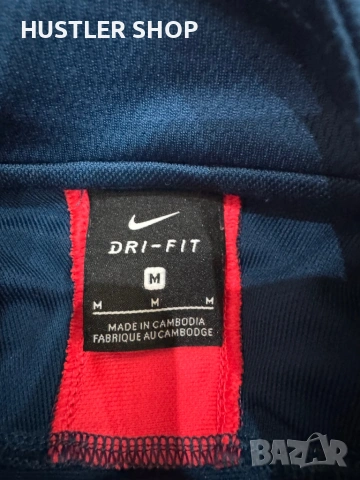 HUSTLER SHOP
DRI-FIT
M
M M M
MADE IN CAMBODIA
FABRIQUE AU CAMBODGE
BAZAR